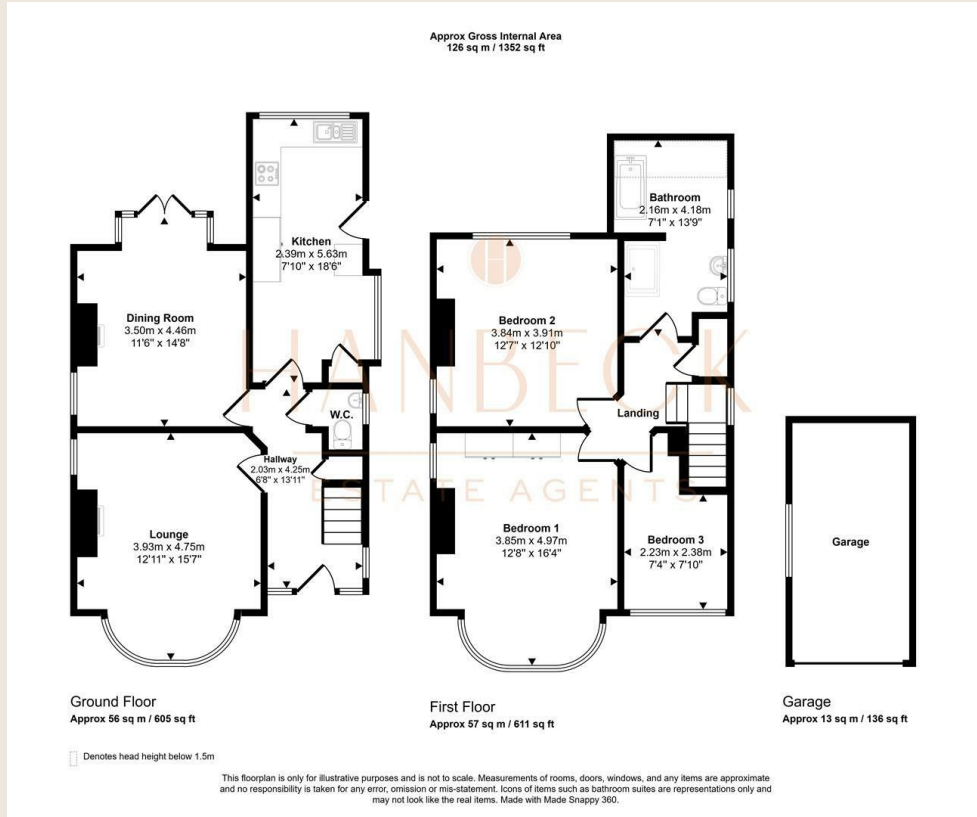 Approx Gross Internal Area
126 sq m / 1352 sq ft
Kitchen
2.39m x 5.63m
7'10" x 18'6"
Dining Room
3.50m x 4.46m
11'6" x 14'8"
W.C.
Hallway
2.03m x 4.25m
6'8" x 13'11"
Lounge
3.93m x 4.75m
12'11" x 15'7"
Ground Floor
Approx 56 sq m / 605 sq ft
Bathroom
2.16m x 4.18m
7'1" x 13'9"
Bedroom 2
3.84m x 3.91m
12'7" x 12'10"
Landing
Bedroom 1
3.85m x 4.97m
12'8" x 16'4"
Bedroom 3
2.23m x 2.38m
7'4" x 7'10"
First Floor
Approx 57 sq m / 611 sq ft
Garage
Garage
Approx 13 sq m / 136 sq ft
HANBECK
ESTATE AGENTS
Denotes head height below 1.5m
This floorplan is only for illustrative purposes and is not to scale. Measurements of rooms, doors, windows, and any items are approximate
and no responsibility is taken for any error, omission or mis-statement. Icons of items such as bathroom suites are representations only and
may not look like the real items. Made with Made Snappy 360.